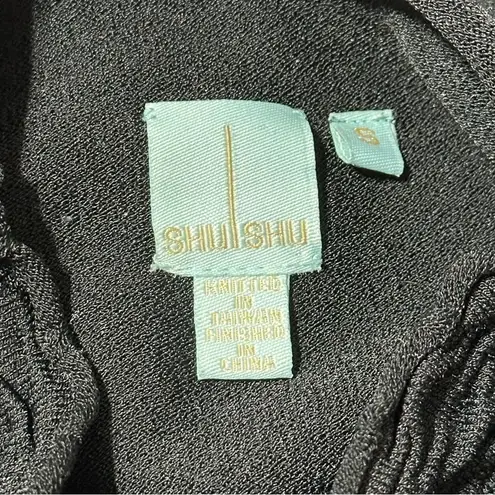 SHU SHU
S
KNITTED
IN
TAIWAN
FINISHED
IN
CHINA